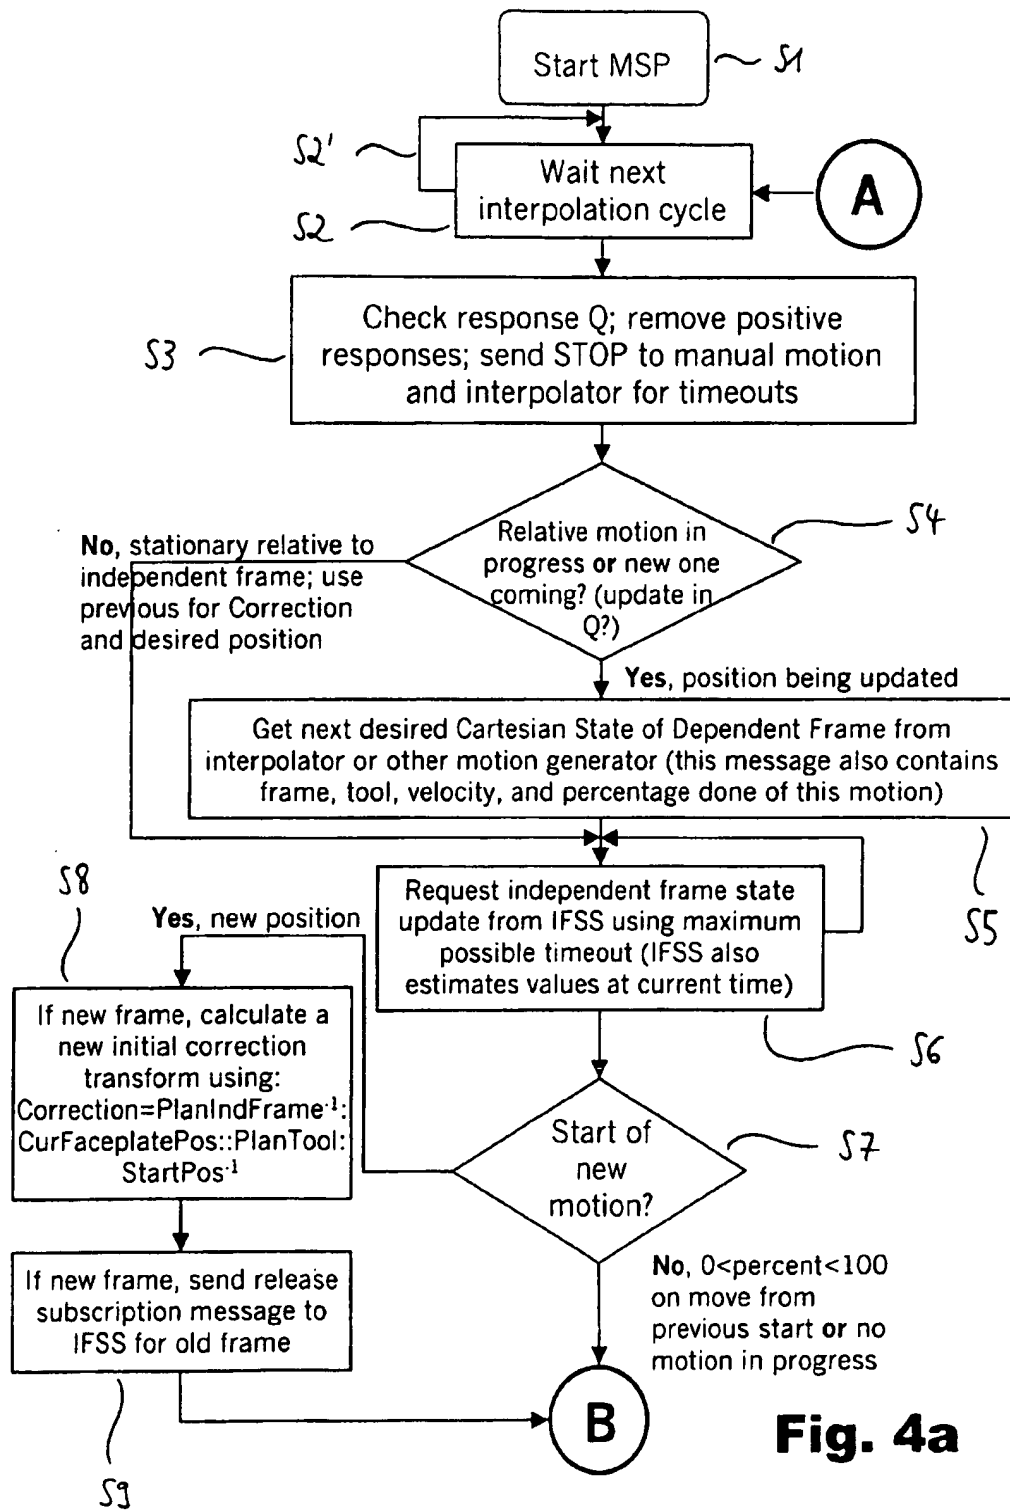 Start MSP
S1
S2'
Wait next
interpolation cycle
A
S2
Check response Q; remove positive
responses; send STOP to manual motion
and interpolator for timeouts
S3
Relative motion in
progress or new one
coming? (update in
Q?)
S4
No, stationary relative to
independent frame; use
previous for Correction
and desired position
Yes, position being updated
Get next desired Cartesian State of Dependent Frame from
interpolator or other motion generator (this message also contains
frame, tool, velocity, and percentage done of this motion)
S5
Request independent frame state
update from IFSS using maximum
possible timeout (IFSS also
estimates values at current time)
S6
S8
Yes, new position
If new frame, calculate a
new initial correction
transform using:
Correction=PlanIndFrame-1:
CurFaceplatePos::PlanTool:
StartPos-1
Start of
new
motion?
S7
If new frame, send release
subscription message to
IFSS for old frame
S9
No, 0<percent<100
on move from
previous start or no
motion in progress
B
Fig. 4a